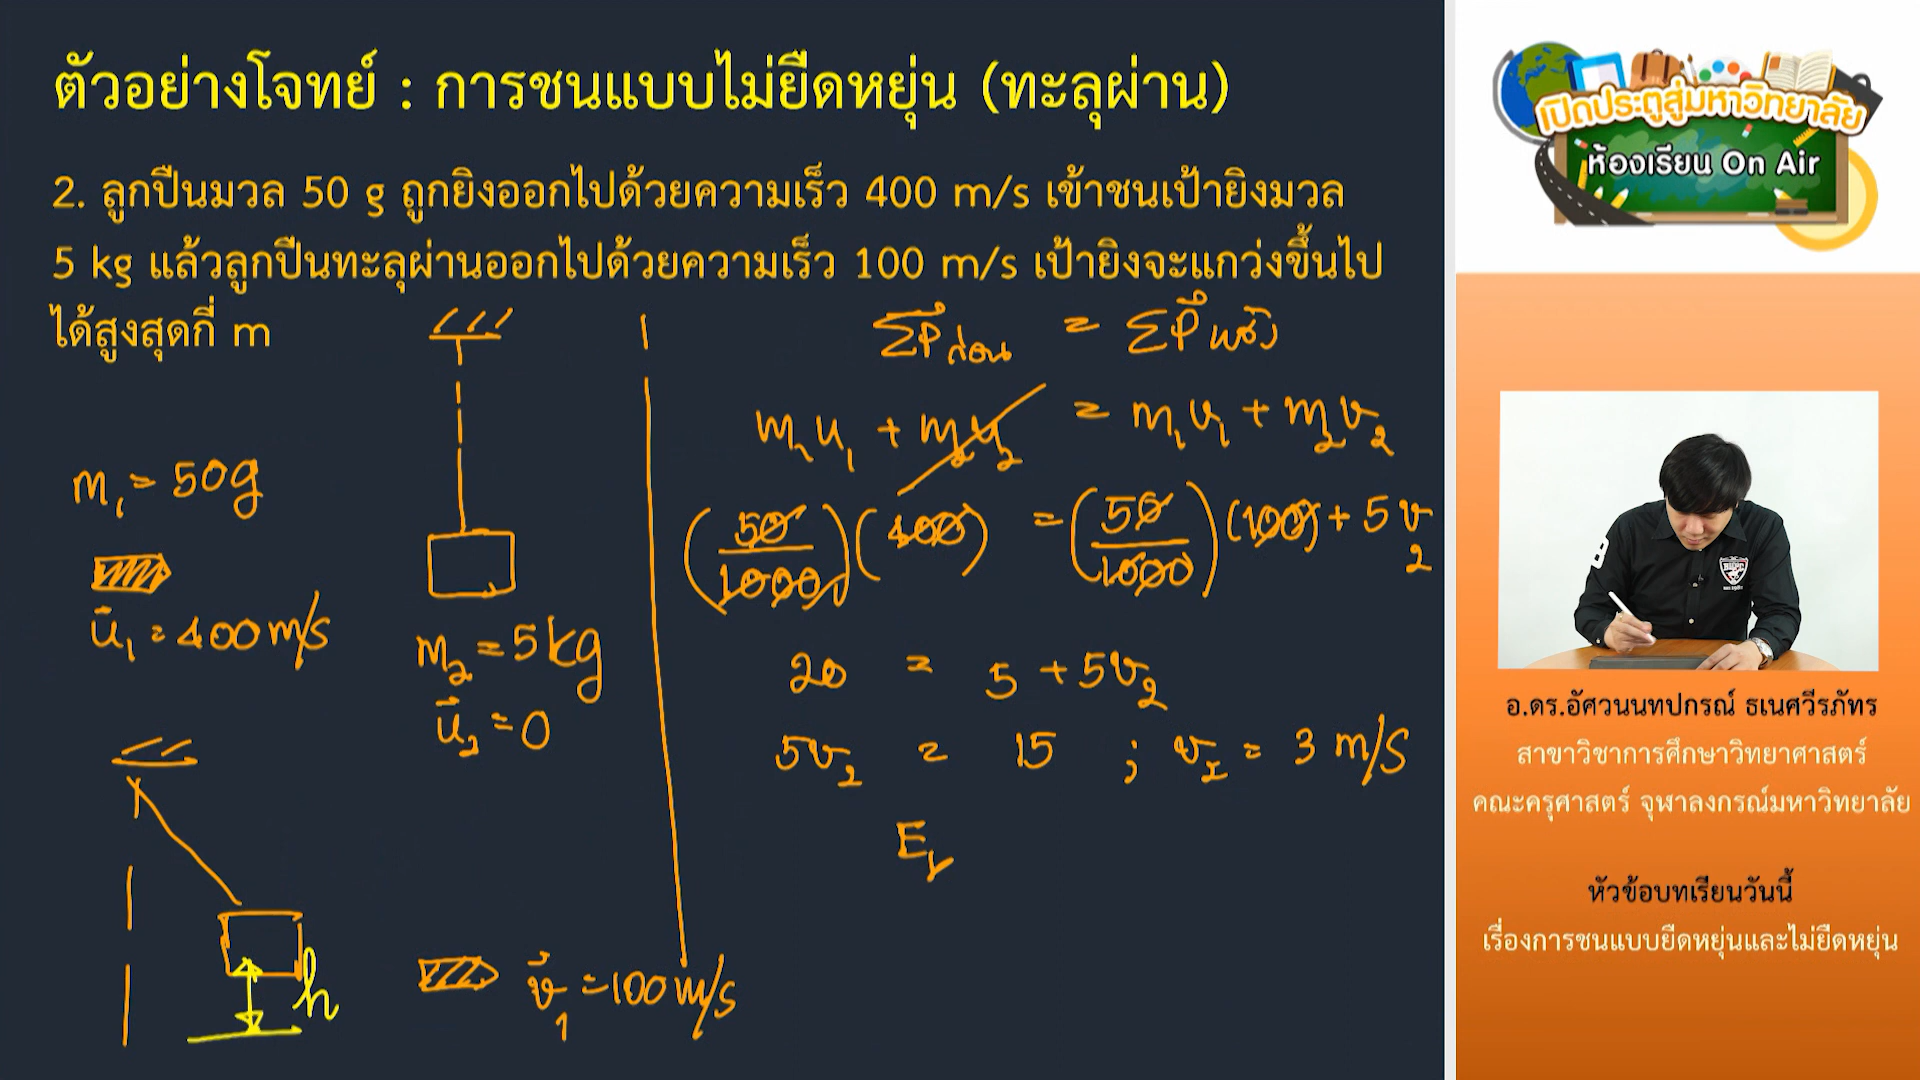 ตัวอย่างโจทย์ : การชนแบบไม่ยืดหยุ่น (ทะลุผ่าน)
2. ลูกปืนมวล 50 g ถูกยิงออกไปด้วยความเร็ว 400 m/s เข้าชนเป้ายิงมวล
5 kg แล้วลูกปืนทะลุผ่านออกไปด้วยความเร็ว 100 m/s เป้ายิงจะแกว่งขึ้นไป
ได้สูงสุดกี่ m
ΣP⃗ก่อน = ΣP⃗หลัง
m₁u₁ + m₂u₂ = m₁v₁ + m₂v₂
(50/1000)(400) = (50/1000)(100) + 5v₂
20 = 5 + 5v₂
5v₂ = 15 ; v₂ = 3 m/s
E
m₁ = 50g
u⃗₁ = 400 m/s
m₂ = 5 kg
u⃗₂ = 0
h
v⃗₁ = 100 m/s
เปิดประตูสู่มหาวิทยาลัย
ห้องเรียน On Air
อ.ดร.อัศวนนทปกรณ์ ธเนศวีรภัทร
สาขาวิชาการศึกษาวิทยาศาสตร์
คณะครุศาสตร์ จุฬาลงกรณ์มหาวิทยาลัย
หัวข้อบทเรียนวันนี้
เรื่องการชนแบบยืดหยุ่นและไม่ยืดหยุ่น